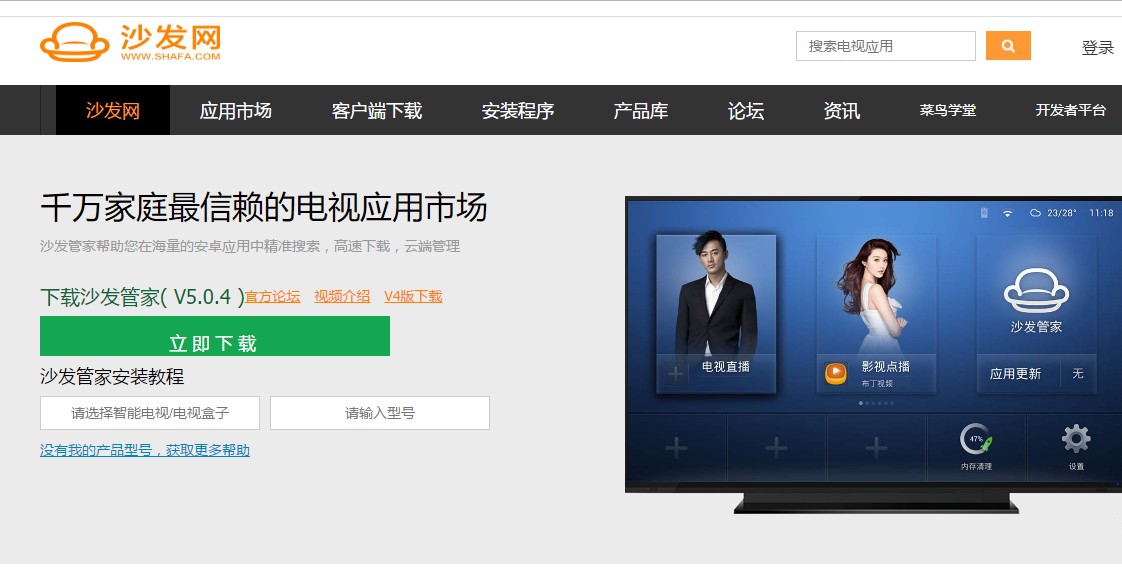 沙发网
WWW.SHAFA.COM
搜索电视应用
登录
沙发网 应用市场 客户端下载 安装程序 产品库 论坛 资讯 菜鸟学堂 开发者平台
千万家庭最信赖的电视应用市场
沙发管家帮助您在海量的安卓应用中精准搜索，高速下载，云端管理
下载沙发管家( V5.0.4 )官方论坛 视频介绍 V4版下载
立即下载
沙发管家安装教程
请选择智能电视/电视盒子 请输入型号
没有我的产品型号，获取更多帮助
23/28° 11:18
沙发管家
电视直播
影视点播
布丁视频
应用更新 无
47%
内存清理
设置